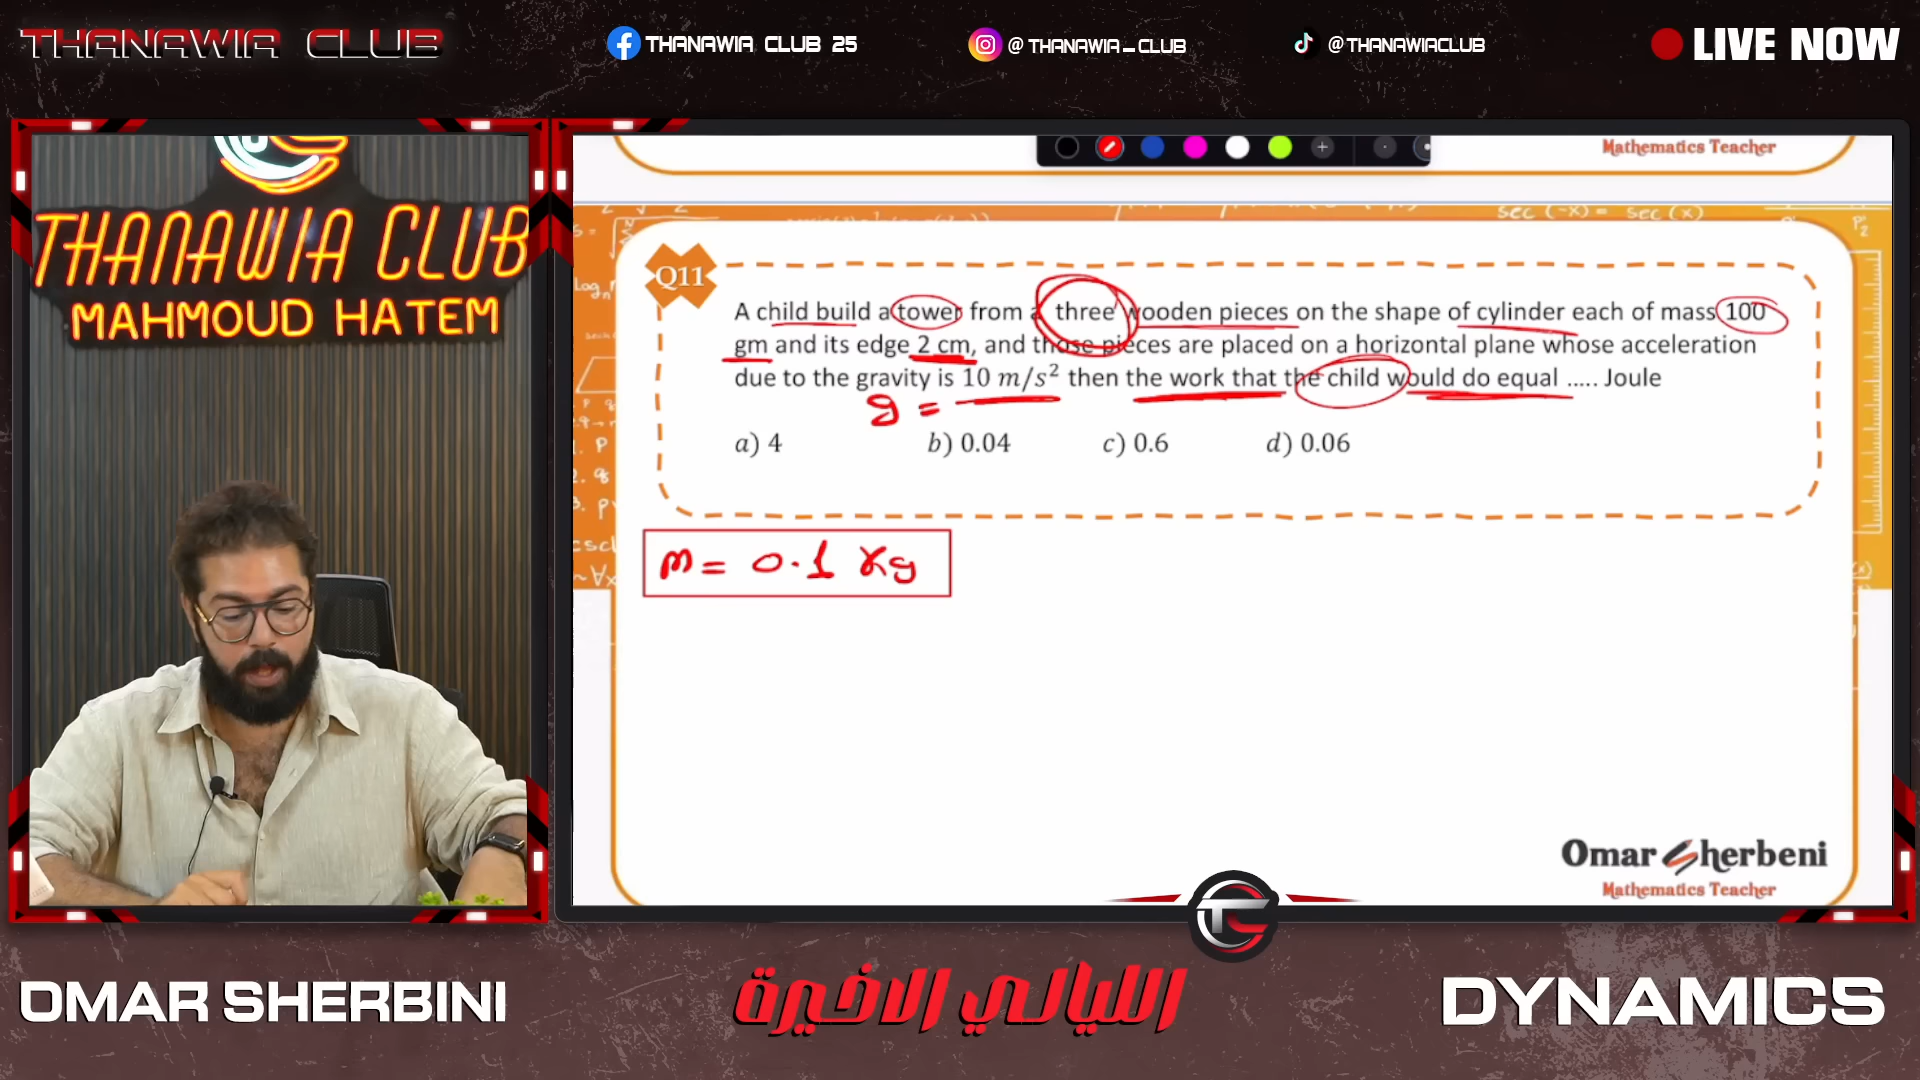 THANAWIA CLUB
THANAWIA CLUB 25
@ THANAWIA_CLUB
@THANAWIACLUB
LIVE NOW
THANAWIA CLUB
MAHMOUD HATEM
Mathematics Teacher
sec (-x) = sec (x)
Q11
A child build a tower from a three wooden pieces on the shape of cylinder each of mass 100
gm and its edge 2 cm, and those pieces are placed on a horizontal plane whose acceleration
due to the gravity is 10 m/s² then the work that the child would do equal ..... Joule
g =
a) 4 b) 0.04 c) 0.6 d) 0.06
m = 0.1 Kg
Omar Sherbeni
Mathematics Teacher
TC
OMAR SHERBINI
الليالي الاخيرة
DYNAMICS